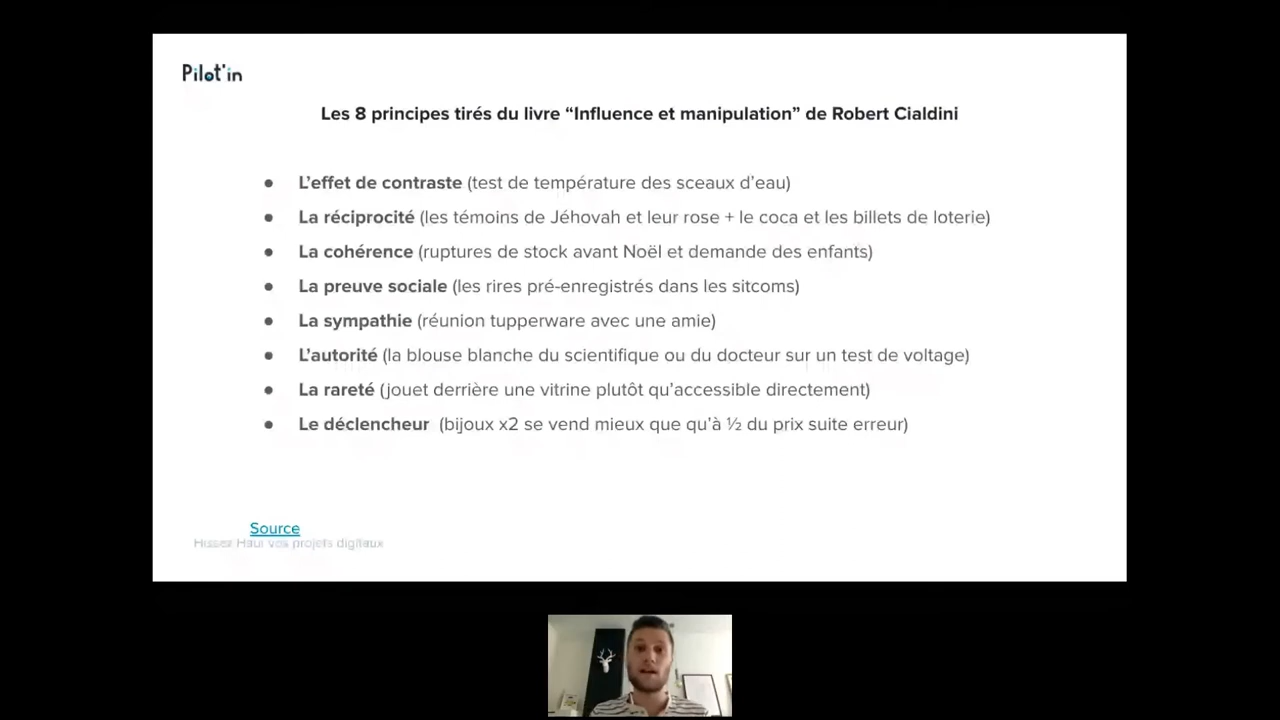 Pilot'in
Les 8 principes tirés du livre “Influence et manipulation” de Robert Cialdini
● L’effet de contraste (test de température des sceaux d’eau)
● La réciprocité (les témoins de Jéhovah et leur rose + le coca et les billets de loterie)
● La cohérence (ruptures de stock avant Noël et demande des enfants)
● La preuve sociale (les rires pré-enregistrés dans les sitcoms)
● La sympathie (réunion tupperware avec une amie)
● L’autorité (la blouse blanche du scientifique ou du docteur sur un test de voltage)
● La rareté (jouet derrière une vitrine plutôt qu’accessible directement)
● Le déclencheur (bijoux x2 se vend mieux que qu’à ½ du prix suite erreur)
Source
Hissez Haut vos projets digitaux